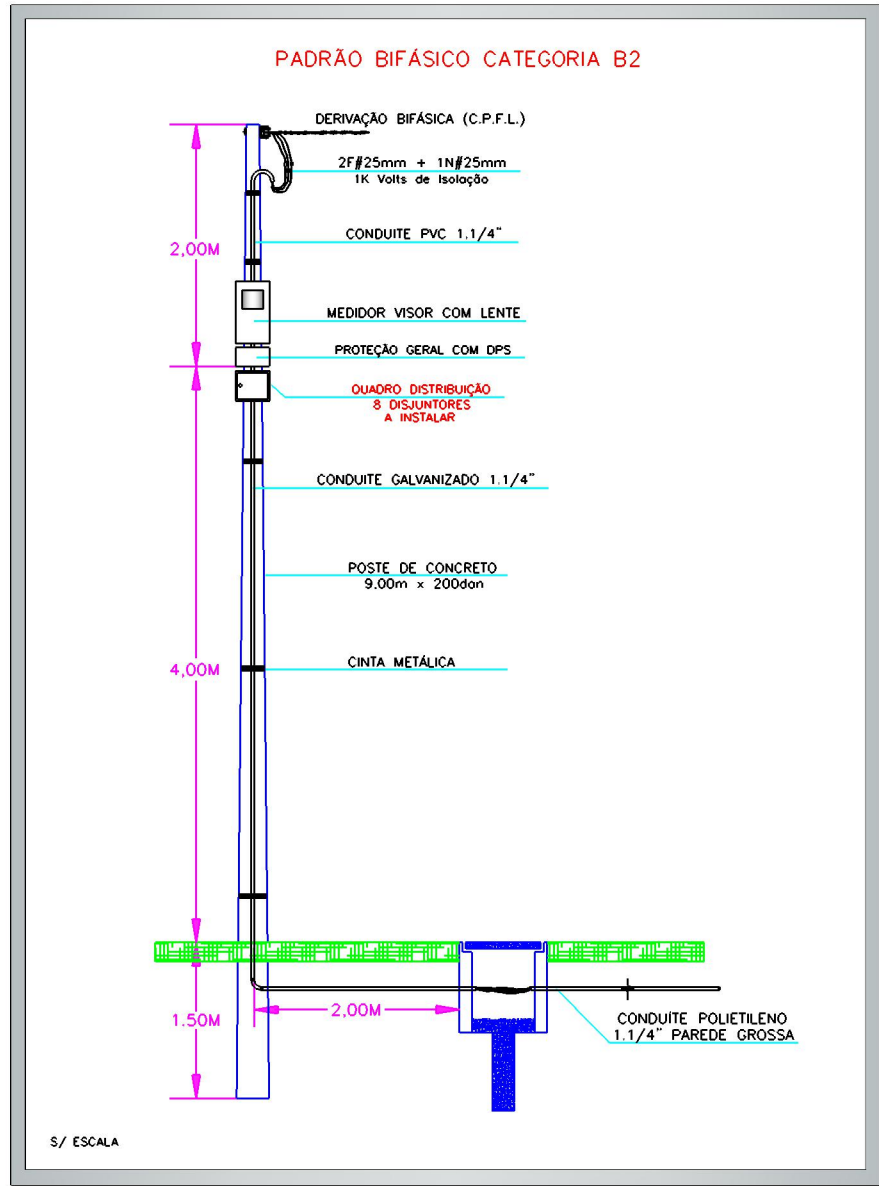 PADRÃO BIFÁSICO CATEGORIA B2
DERIVAÇÃO BIFÁSICA (C.P.F.L.)
2F#25mm + 1N#25mm
1K Volts de Isolação
CONDUITE PVC 1.1/4"
2,00M
MEDIDOR VISOR COM LENTE
PROTEÇÃO GERAL COM DPS
QUADRO DISTRIBUIÇÃO
8 DISJUNTORES
A INSTALAR
CONDUITE GALVANIZADO 1.1/4"
POSTE DE CONCRETO
9.00m x 200dan
CINTA METÁLICA
4,00M
2,00M
1.50M
CONDUITE POLIETILENO
1.1/4" PAREDE GROSSA
S/ ESCALA